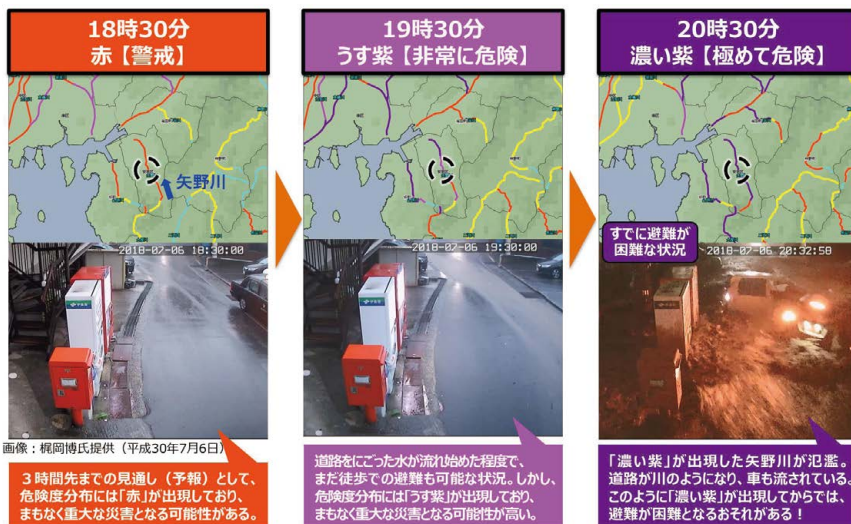 18時30分
赤【警戒】
19時30分
うす紫【非常に危険】
20時30分
濃い紫【極めて危険】
矢野川
すでに避難が
困難な状況
2018-07-06 18:30:00
2018-07-06 19:30:00
2018-07-06 20:32:58
画像：梶岡博氏提供（平成30年7月6日）
３時間先までの見通し（予報）として、
危険度分布には「赤」が出現しており、
まもなく重大な災害となる可能性がある。
道路をにごった水が流れ始めた程度で、
まだ徒歩での避難も可能な状況。しかし、
危険度分布には「うす紫」が出現しており、
まもなく重大な災害となる可能性が高い。
「濃い紫」が出現した矢野川が氾濫。
道路が川のようになり、車も流されている。
このように「濃い紫」が出現してからでは、
避難が困難となるおそれがある！